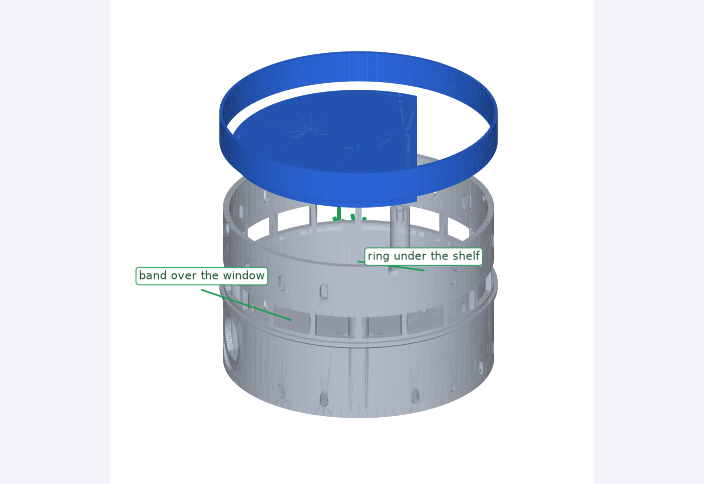 ring under the shelf
band over the window